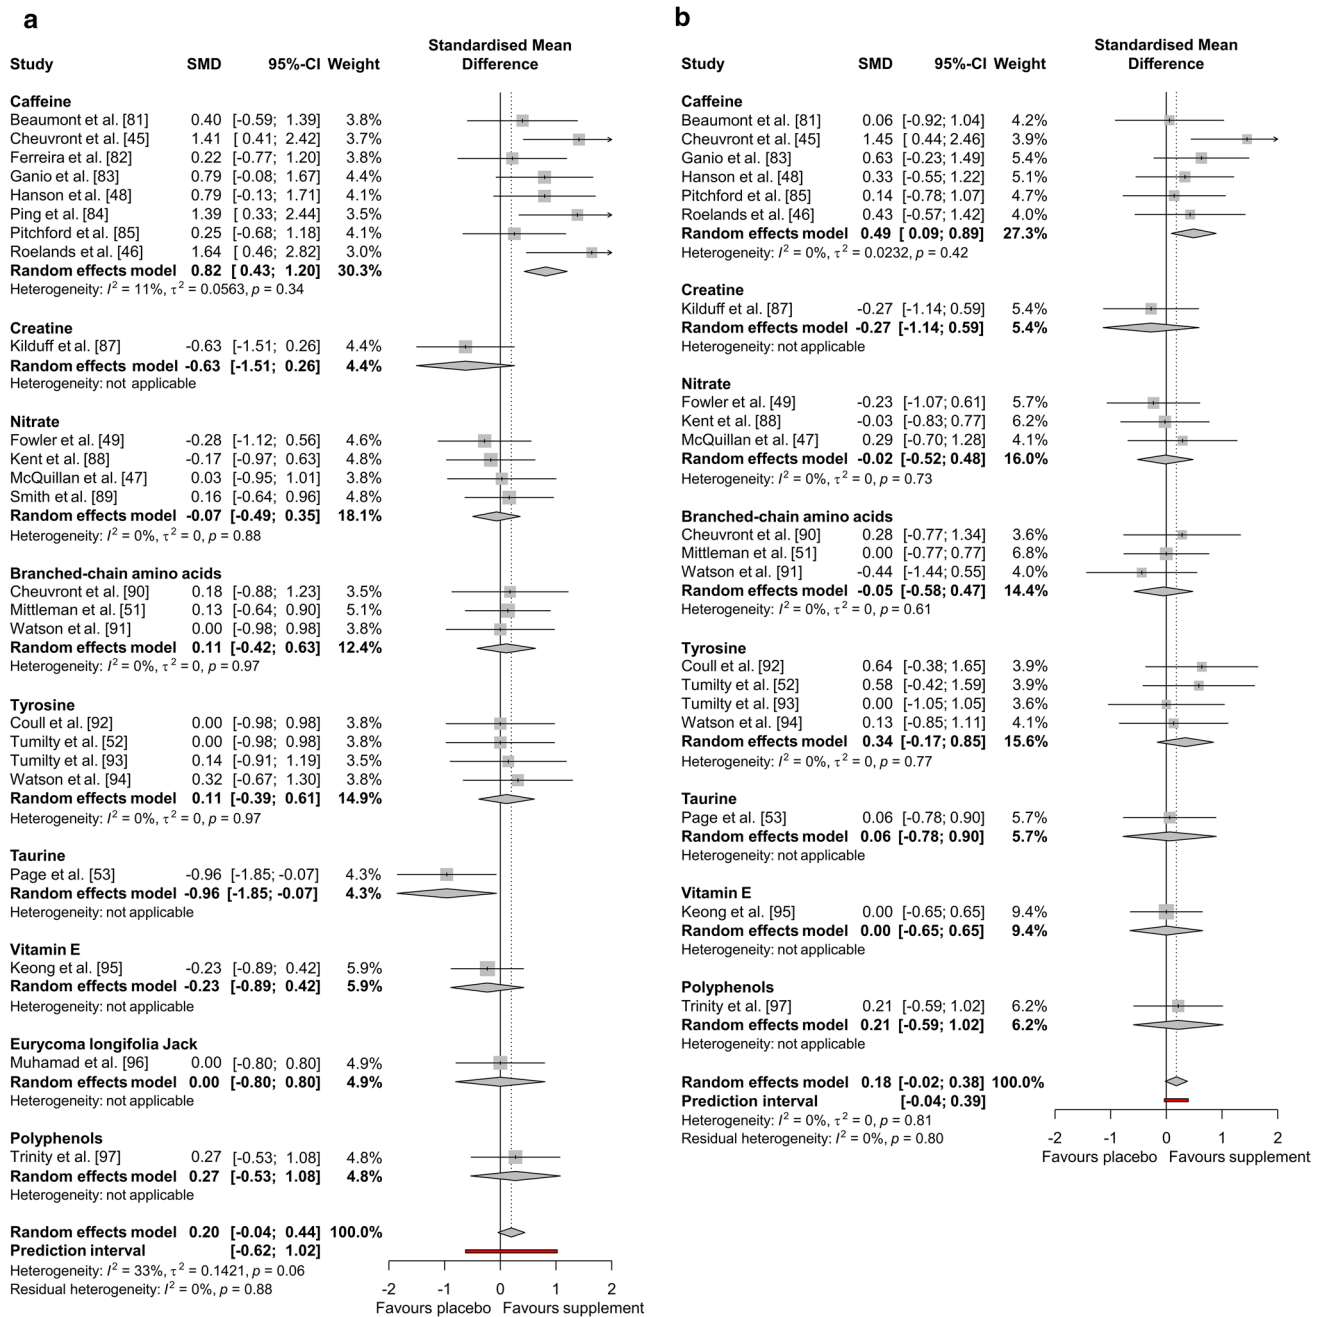 a
Standardised Mean
Study SMD 95%-CI Weight Difference
Caffeine
Beaumont et al. [81] 0.40 [-0.59; 1.39] 3.8%
Cheuvront et al. [45] 1.41 [ 0.41; 2.42] 3.7%
Ferreira et al. [82] 0.22 [-0.77; 1.20] 3.8%
Ganio et al. [83] 0.79 [-0.08; 1.67] 4.4%
Hanson et al. [48] 0.79 [-0.13; 1.71] 4.1%
Ping et al. [84] 1.39 [ 0.33; 2.44] 3.5%
Pitchford et al. [85] 0.25 [-0.68; 1.18] 4.1%
Roelands et al. [46] 1.64 [ 0.46; 2.82] 3.0%
Random effects model 0.82 [ 0.43; 1.20] 30.3%
Heterogeneity: I² = 11%, τ² = 0.0563, p = 0.34
Creatine
Kilduff et al. [87] -0.63 [-1.51; 0.26] 4.4%
Random effects model -0.63 [-1.51; 0.26] 4.4%
Heterogeneity: not applicable
Nitrate
Fowler et al. [49] -0.28 [-1.12; 0.56] 4.6%
Kent et al. [88] -0.17 [-0.97; 0.63] 4.8%
McQuillan et al. [47] 0.03 [-0.95; 1.01] 3.8%
Smith et al. [89] 0.16 [-0.64; 0.96] 4.8%
Random effects model -0.07 [-0.49; 0.35] 18.1%
Heterogeneity: I² = 0%, τ² = 0, p = 0.88
Branched-chain amino acids
Cheuvront et al. [90] 0.18 [-0.88; 1.23] 3.5%
Mittleman et al. [51] 0.13 [-0.64; 0.90] 5.1%
Watson et al. [91] 0.00 [-0.98; 0.98] 3.8%
Random effects model 0.11 [-0.42; 0.63] 12.4%
Heterogeneity: I² = 0%, τ² = 0, p = 0.97
Tyrosine
Coull et al. [92] 0.00 [-0.98; 0.98] 3.8%
Tumilty et al. [52] 0.00 [-0.98; 0.98] 3.8%
Tumilty et al. [93] 0.14 [-0.91; 1.19] 3.5%
Watson et al. [94] 0.32 [-0.67; 1.30] 3.8%
Random effects model 0.11 [-0.39; 0.61] 14.9%
Heterogeneity: I² = 0%, τ² = 0, p = 0.97
Taurine
Page et al. [53] -0.96 [-1.85; -0.07] 4.3%
Random effects model -0.96 [-1.85; -0.07] 4.3%
Heterogeneity: not applicable
Vitamin E
Keong et al. [95] -0.23 [-0.89; 0.42] 5.9%
Random effects model -0.23 [-0.89; 0.42] 5.9%
Heterogeneity: not applicable
Eurycoma longifolia Jack
Muhamad et al. [96] 0.00 [-0.80; 0.80] 4.9%
Random effects model 0.00 [-0.80; 0.80] 4.9%
Heterogeneity: not applicable
Polyphenols
Trinity et al. [97] 0.27 [-0.53; 1.08] 4.8%
Random effects model 0.27 [-0.53; 1.08] 4.8%
Heterogeneity: not applicable
Random effects model 0.20 [-0.04; 0.44] 100.0%
Prediction interval [-0.62; 1.02]
Heterogeneity: I² = 33%, τ² = 0.1421, p = 0.06
Residual heterogeneity: I² = 0%, p = 0.88
-2 -1 0 1 2
Favours placebo Favours supplement
b
Standardised Mean
Study SMD 95%-CI Weight Difference
Caffeine
Beaumont et al. [81] 0.06 [-0.92; 1.04] 4.2%
Cheuvront et al. [45] 1.45 [ 0.44; 2.46] 3.9%
Ganio et al. [83] 0.63 [-0.23; 1.49] 5.4%
Hanson et al. [48] 0.33 [-0.55; 1.22] 5.1%
Pitchford et al. [85] 0.14 [-0.78; 1.07] 4.7%
Roelands et al. [46] 0.43 [-0.57; 1.42] 4.0%
Random effects model 0.49 [ 0.09; 0.89] 27.3%
Heterogeneity: I² = 0%, τ² = 0.0232, p = 0.42
Creatine
Kilduff et al. [87] -0.27 [-1.14; 0.59] 5.4%
Random effects model -0.27 [-1.14; 0.59] 5.4%
Heterogeneity: not applicable
Nitrate
Fowler et al. [49] -0.23 [-1.07; 0.61] 5.7%
Kent et al. [88] -0.03 [-0.83; 0.77] 6.2%
McQuillan et al. [47] 0.29 [-0.70; 1.28] 4.1%
Random effects model -0.02 [-0.52; 0.48] 16.0%
Heterogeneity: I² = 0%, τ² = 0, p = 0.73
Branched-chain amino acids
Cheuvront et al. [90] 0.28 [-0.77; 1.34] 3.6%
Mittleman et al. [51] 0.00 [-0.77; 0.77] 6.8%
Watson et al. [91] -0.44 [-1.44; 0.55] 4.0%
Random effects model -0.05 [-0.58; 0.47] 14.4%
Heterogeneity: I² = 0%, τ² = 0, p = 0.61
Tyrosine
Coull et al. [92] 0.64 [-0.38; 1.65] 3.9%
Tumilty et al. [52] 0.58 [-0.42; 1.59] 3.9%
Tumilty et al. [93] 0.00 [-1.05; 1.05] 3.6%
Watson et al. [94] 0.13 [-0.85; 1.11] 4.1%
Random effects model 0.34 [-0.17; 0.85] 15.6%
Heterogeneity: I² = 0%, τ² = 0, p = 0.77
Taurine
Page et al. [53] 0.06 [-0.78; 0.90] 5.7%
Random effects model 0.06 [-0.78; 0.90] 5.7%
Heterogeneity: not applicable
Vitamin E
Keong et al. [95] 0.00 [-0.65; 0.65] 9.4%
Random effects model 0.00 [-0.65; 0.65] 9.4%
Heterogeneity: not applicable
Polyphenols
Trinity et al. [97] 0.21 [-0.59; 1.02] 6.2%
Random effects model 0.21 [-0.59; 1.02] 6.2%
Heterogeneity: not applicable
Random effects model 0.18 [-0.02; 0.38] 100.0%
Prediction interval [-0.04; 0.39]
Heterogeneity: I² = 0%, τ² = 0, p = 0.81
Residual heterogeneity: I² = 0%, p = 0.80
-2 -1 0 1 2
Favours placebo Favours supplement